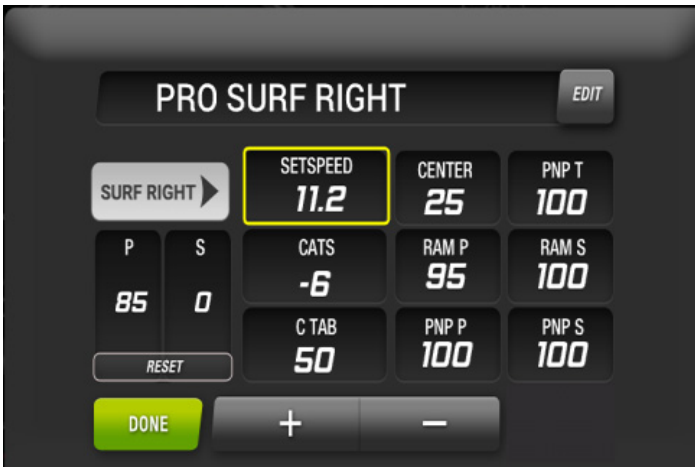 PRO SURF RIGHT
EDIT
SURF RIGHT
SETSPEED
11.2
CENTER
25
PNP T
100
P
85
S
0
CATS
-6
RAM P
95
RAM S
100
RESET
C TAB
50
PNP P
100
PNP S
100
DONE
+
−